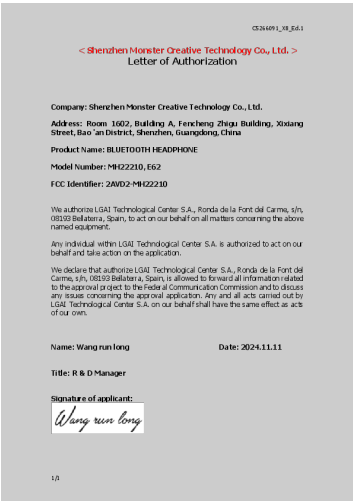 C5266091_X8_Ed.1
< Shenzhen Monster Creative Technology Co., Ltd. >
Letter of Authorization
Company: Shenzhen Monster Creative Technology Co., Ltd.
Address: Room 1602, Building A, Fencheng Zhigu Building, Xixiang
Street, Bao 'an District, Shenzhen, Guangdong, China
Product Name: BLUETOOTH HEADPHONE
Model Number: MH22210, E62
FCC Identifier: 2AVD2-MH22210
We authorize LGAI Technological Center S.A., Ronda de la Font del Carme, s/n,
08193 Bellaterra, Spain, to act on our behalf on all matters concerning the above
named equipment.
Any individual within LGAI Technological Center S.A. is authorized to act on our
behalf and take action on the application.
We declare that authorize LGAI Technological Center S.A., Ronda de la Font del
Carme, s/n, 08193 Bellaterra, Spain, is allowed to forward all information related
to the approval project to the Federal Communication Commission and to discuss
any issues concerning the approval application. Any and all acts carried out by
LGAI Technological Center S.A. on our behalf shall have the same effect as acts
of our own.
Name: Wang run long Date: 2024.11.11
Title: R & D Manager
Signature of applicant:
Wang run long
1/1